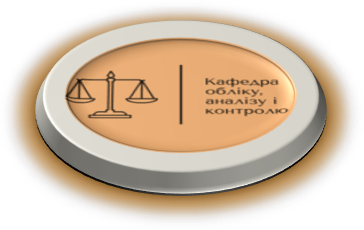 Кафедра
обліку,
аналізу і
контролю